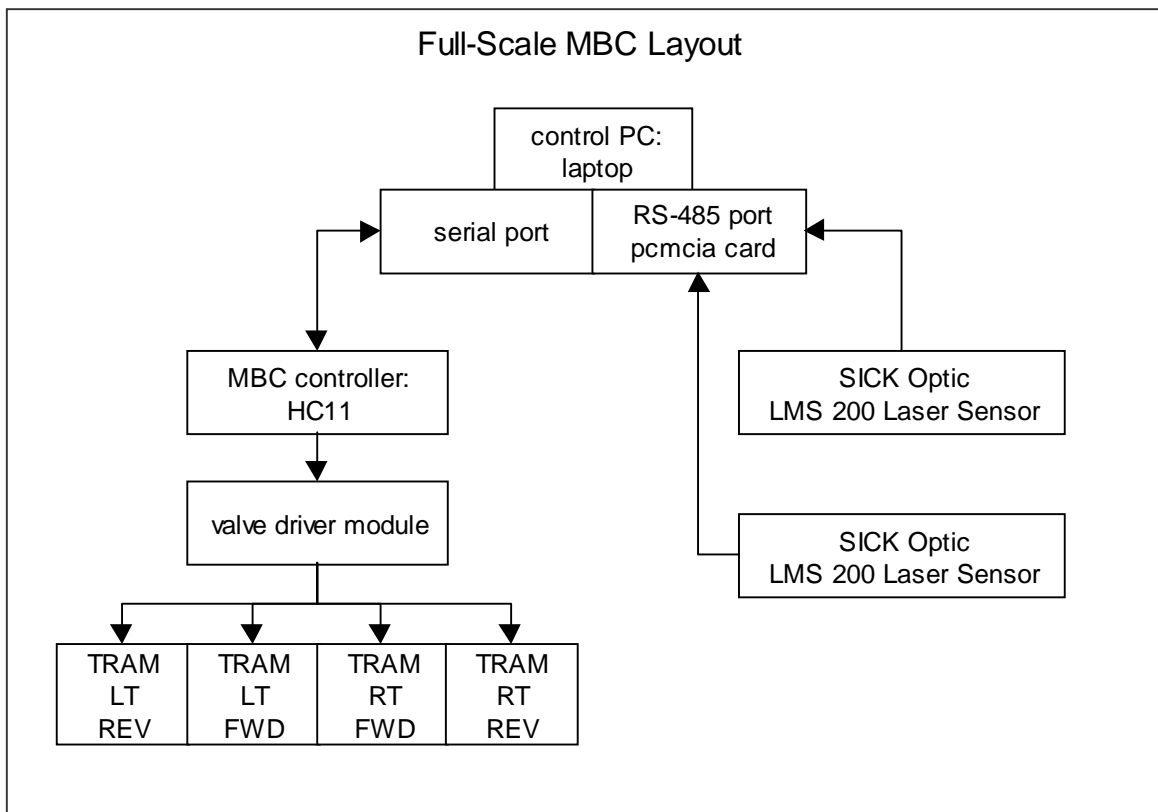 Full-Scale MBC Layout
control PC:
laptop
serial port
RS-485 port
pcmcia card
MBC controller:
HC11
SICK Optic
LMS 200 Laser Sensor
valve driver module
SICK Optic
LMS 200 Laser Sensor
TRAM
LT
REV
TRAM
LT
FWD
TRAM
RT
FWD
TRAM
RT
REV